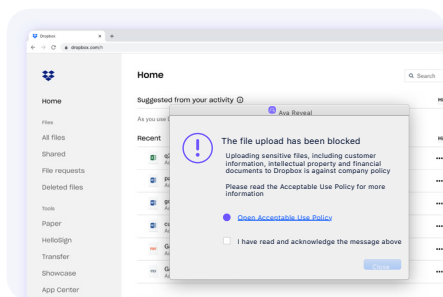 Dropbox
dropbox.com/h
Home
Search
Home
Suggested from your activity
As you use
Ava Reveal
Files
All files
Recent
The file upload has been blocked
Shared
Uploading sensitive files, including customer
information, intellectual property and financial
documents to Dropbox is against company policy
File requests
Deleted files
Please read the Acceptable Use Policy for more
information
Tools
Paper
Open Acceptable Use Policy
HelloSign
I have read and acknowledge the message above
Transfer
Close
Showcase
App Center